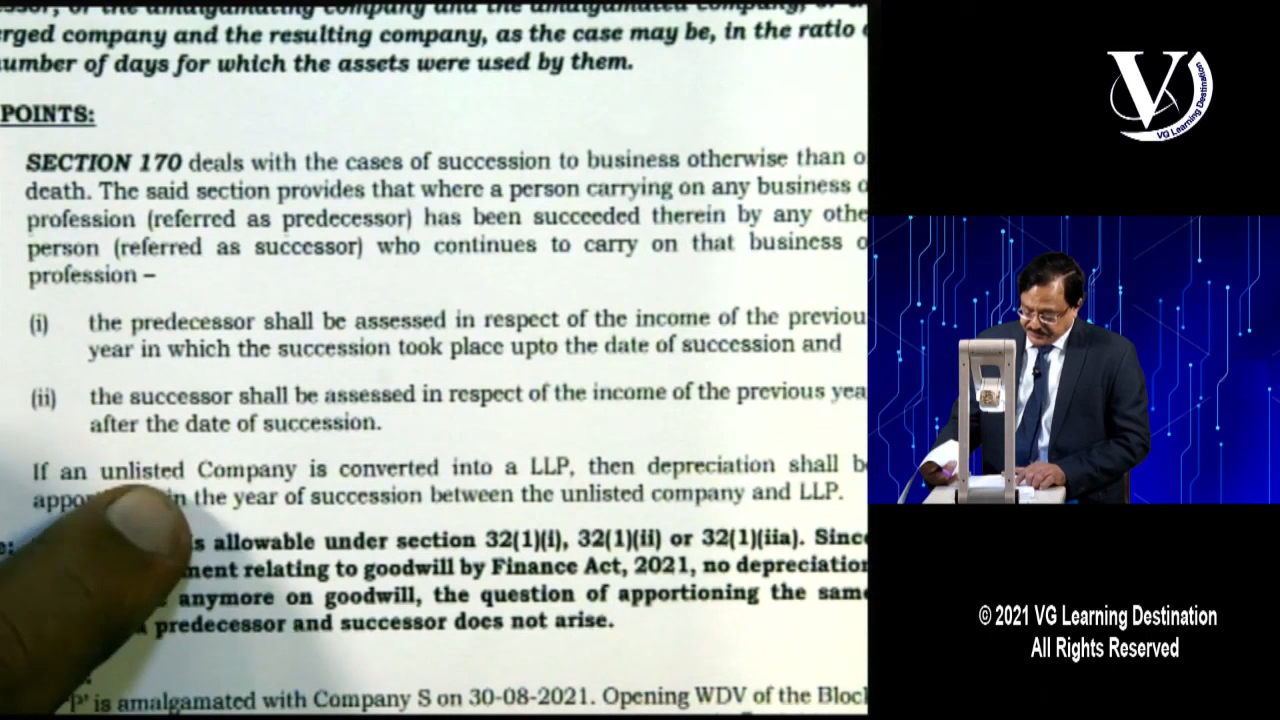 ssor, or the amalgamating company and the amalgamated company, or
rged company and the resulting company, as the case may be, in the ratio
umber of days for which the assets were used by them.
POINTS:
SECTION 170 deals with the cases of succession to business otherwise than o
death. The said section provides that where a person carrying on any business o
profession (referred as predecessor) has been succeeded therein by any othe
person (referred as successor) who continues to carry on that business o
profession –
(i) the predecessor shall be assessed in respect of the income of the previou
year in which the succession took place upto the date of succession and
(ii) the successor shall be assessed in respect of the income of the previous yea
after the date of succession.
If an unlisted Company is converted into a LLP, then depreciation shall b
appo in the year of succession between the unlisted company and LLP.
e: s allowable under section 32(1)(i), 32(1)(ii) or 32(1)(iia). Since
ment relating to goodwill by Finance Act, 2021, no depreciation
anymore on goodwill, the question of apportioning the same
predecessor and successor does not arise.
'P' is amalgamated with Company S on 30-08-2021. Opening WDV of the Bloc
V
VG Learning Destination
© 2021 VG Learning Destination
All Rights Reserved